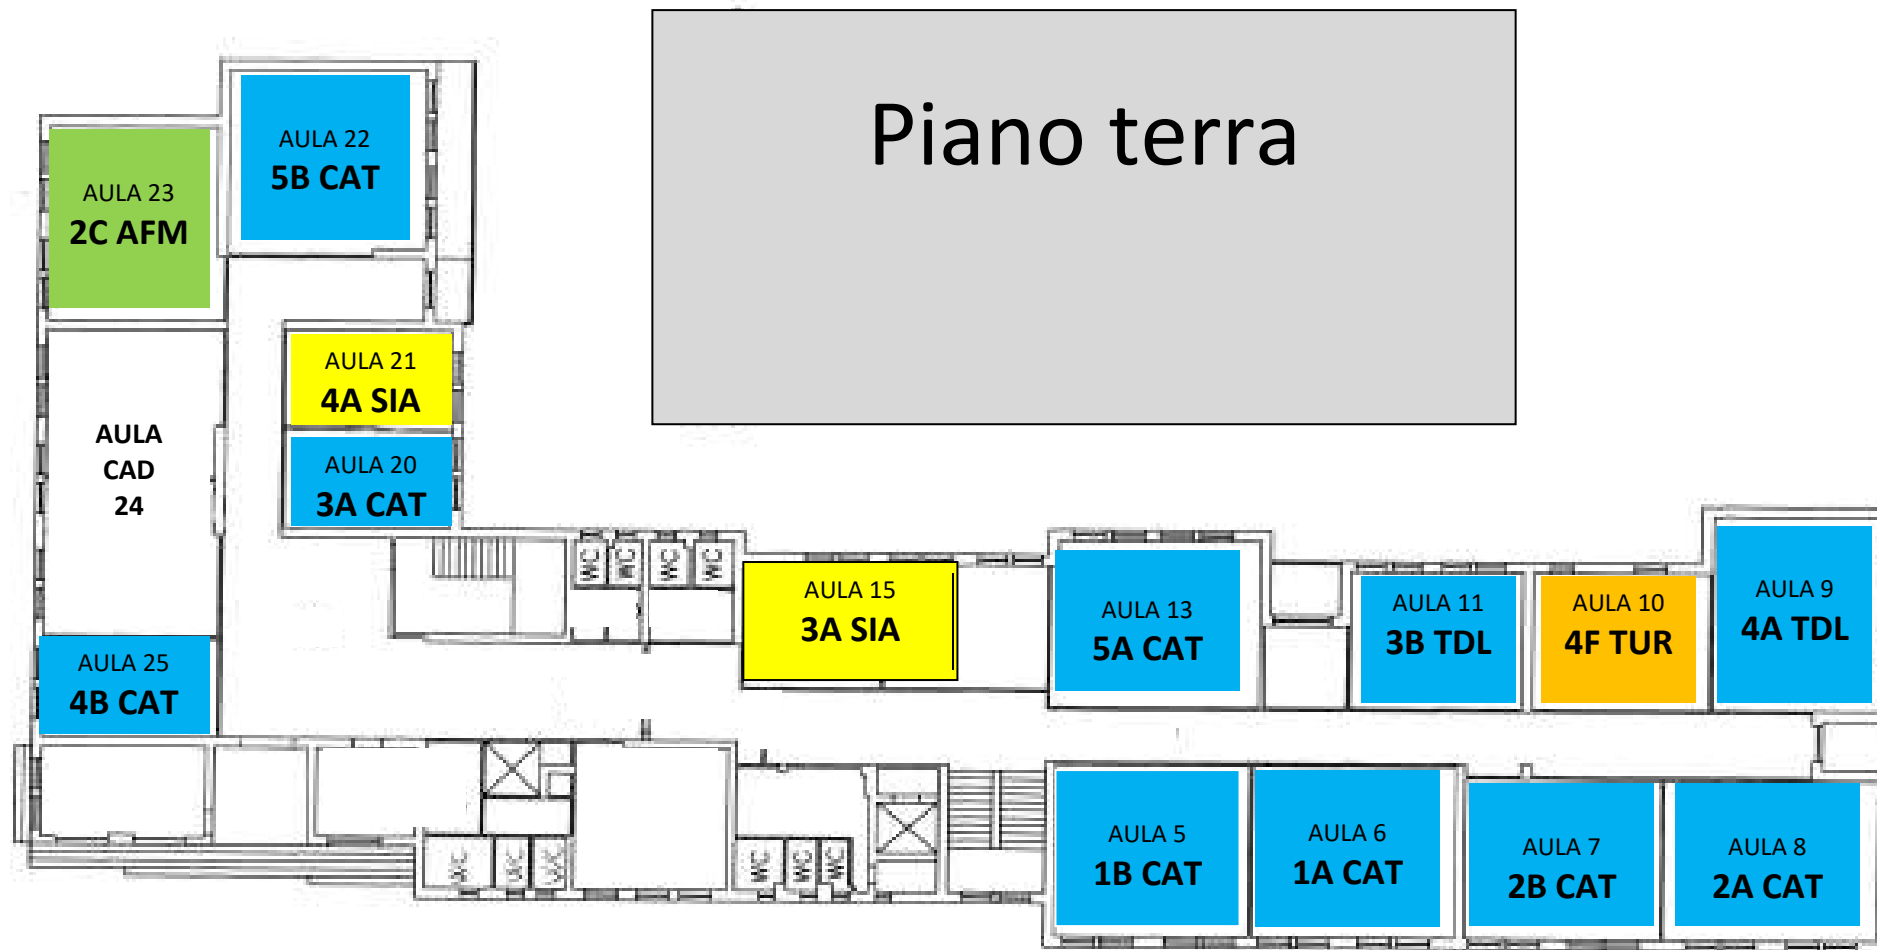 Piano terra
AULA 22
5B CAT
AULA 23
2C AFM
AULA 21
4A SIA
AULA
CAD
24
AULA 20
3A CAT
WC
WC
WC
WC
AULA 15
3A SIA
AULA 13
5A CAT
AULA 11
3B TDL
AULA 10
4F TUR
AULA 9
4A TDL
AULA 25
4B CAT
WC
WC
WC
WC
WC
WC
AULA 5
1B CAT
AULA 6
1A CAT
AULA 7
2B CAT
AULA 8
2A CAT